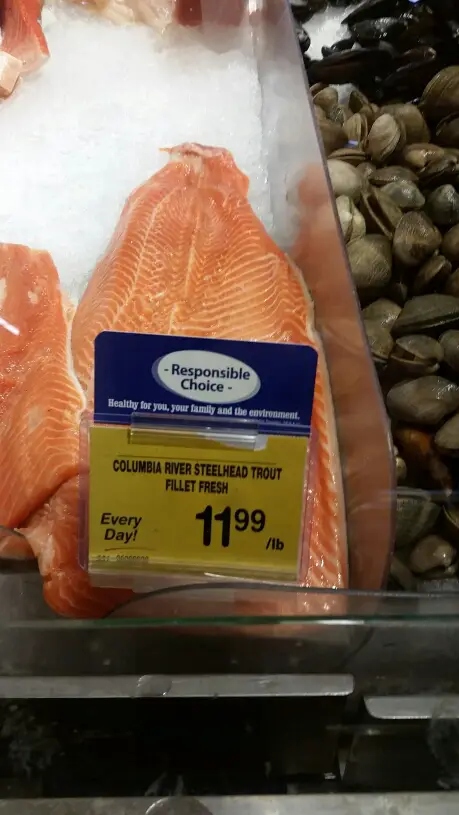 - Responsible
Choice -
Healthy for you, your family and the environment.
COLUMBIA RIVER STEELHEAD TROUT
FILLET FRESH
Every
Day!
11 99
/lb